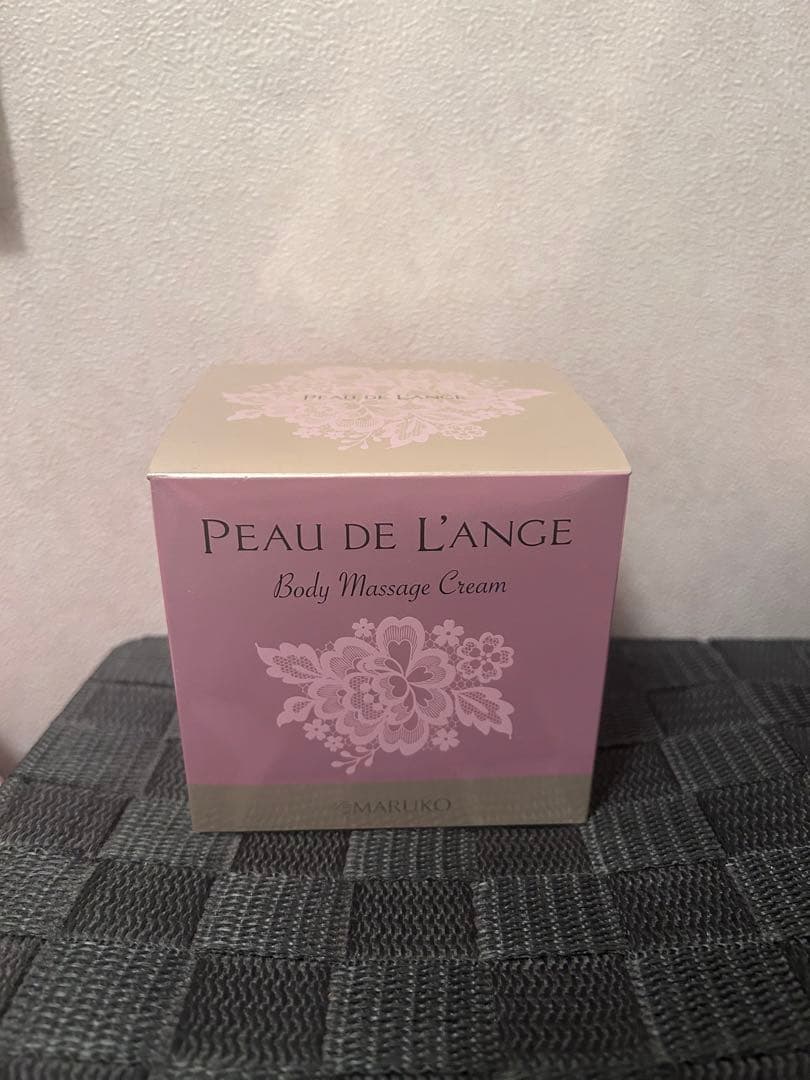 PEAU DE L'ANGE
PEAU DE L'ANGE
Body Massage Cream
MARUKO